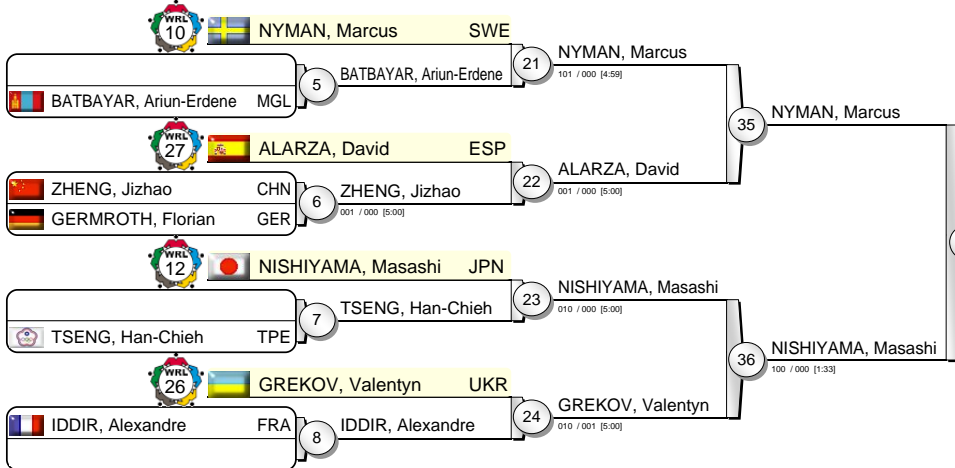 WRL
10
NYMAN, Marcus SWE
BATBAYAR, Ariun-Erdene MGL
5
BATBAYAR, Ariun-Erdene
21
NYMAN, Marcus
101 / 000 [4:59]
WRL
27
ALARZA, David ESP
ZHENG, Jizhao CHN
GERMROTH, Florian GER
6
ZHENG, Jizhao
001 / 000 [5:00]
22
ALARZA, David
001 / 000 [5:00]
35
NYMAN, Marcus
WRL
12
NISHIYAMA, Masashi JPN
TSENG, Han-Chieh TPE
7
TSENG, Han-Chieh
23
NISHIYAMA, Masashi
010 / 000 [5:00]
WRL
26
GREKOV, Valentyn UKR
IDDIR, Alexandre FRA
8
IDDIR, Alexandre
24
GREKOV, Valentyn
010 / 001 [5:00]
36
NISHIYAMA, Masashi
100 / 000 [1:33]